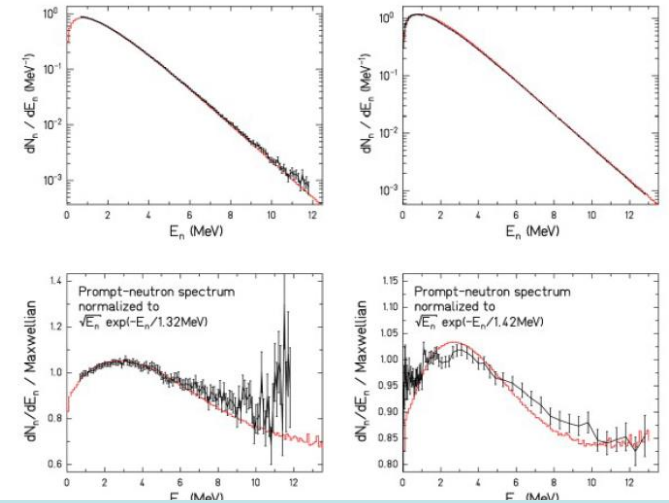 dNₙ / dEₙ (MeV⁻¹)
10⁰
10⁻¹
10⁻²
10⁻³
0 2 4 6 8 10 12
Eₙ (MeV)
dNₙ / dEₙ (MeV⁻¹)
10⁰
10⁻¹
10⁻²
10⁻³
0 2 4 6 8 10 12
Eₙ (MeV)
dNₙ/dEₙ / Maxwellian
1.4
1.2
1.0
0.8
0.6
Prompt-neutron spectrum
normalized to
√Eₙ exp(-Eₙ/1.32MeV)
0 2 4 6 8 10 12
E (MeV)
dNₙ/dEₙ / Maxwellian
1.15
1.10
1.05
1.00
0.95
0.90
0.85
0.80
Prompt-neutron spectrum
normalized to
√Eₙ exp(-Eₙ/1.42MeV)
0 2 4 6 8 10 12
E (MeV)